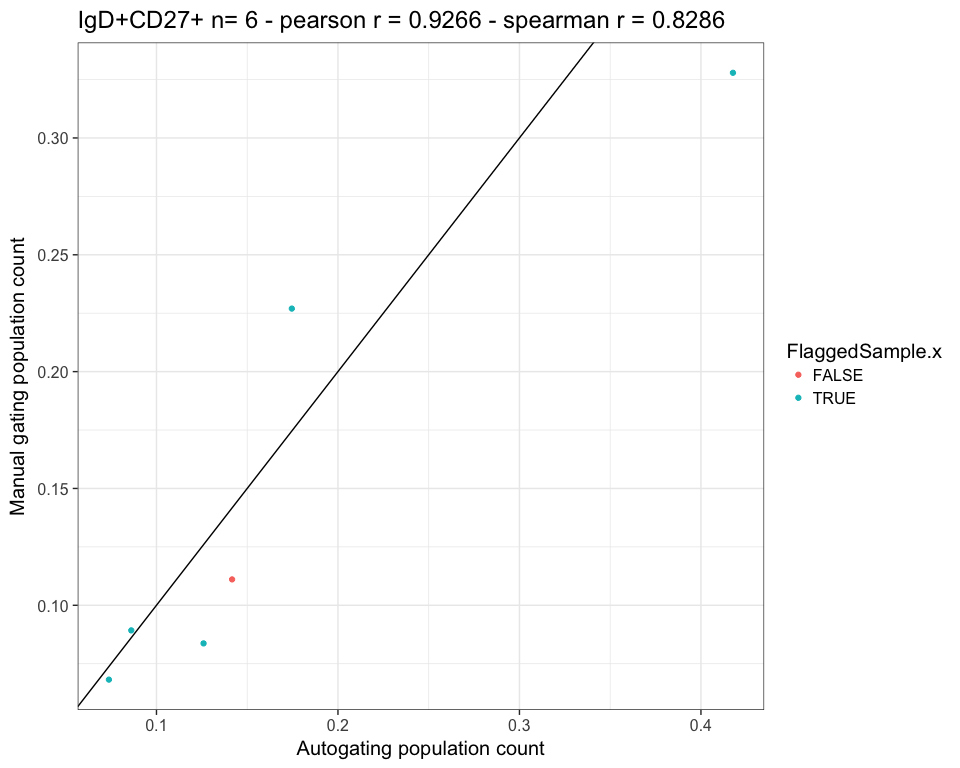 IgD+CD27+ n= 6 - pearson r = 0.9266 - spearman r = 0.8286
Manual gating population count
0.30
0.25
0.20
0.15
0.10
0.1
0.2
0.3
0.4
Autogating population count
FlaggedSample.x
FALSE
TRUE